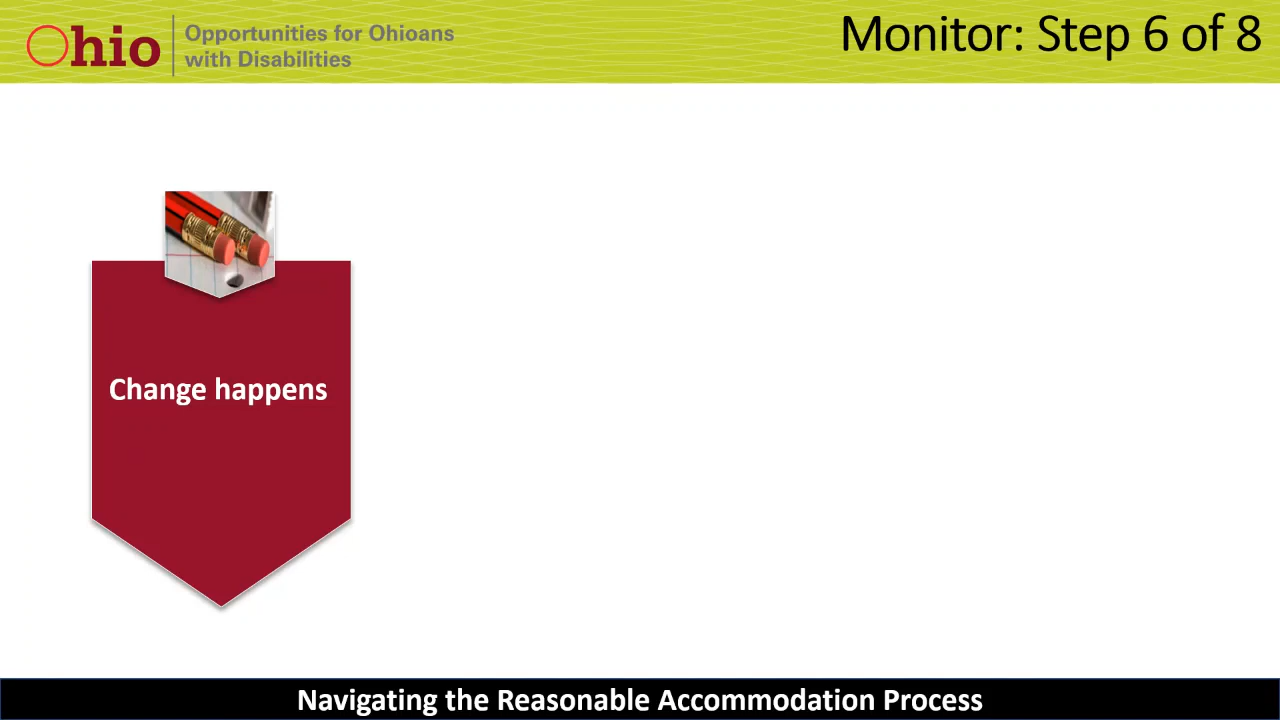 Ohio
Opportunities for Ohioans
with Disabilities
Monitor: Step 6 of 8
Change happens
Navigating the Reasonable Accommodation Process